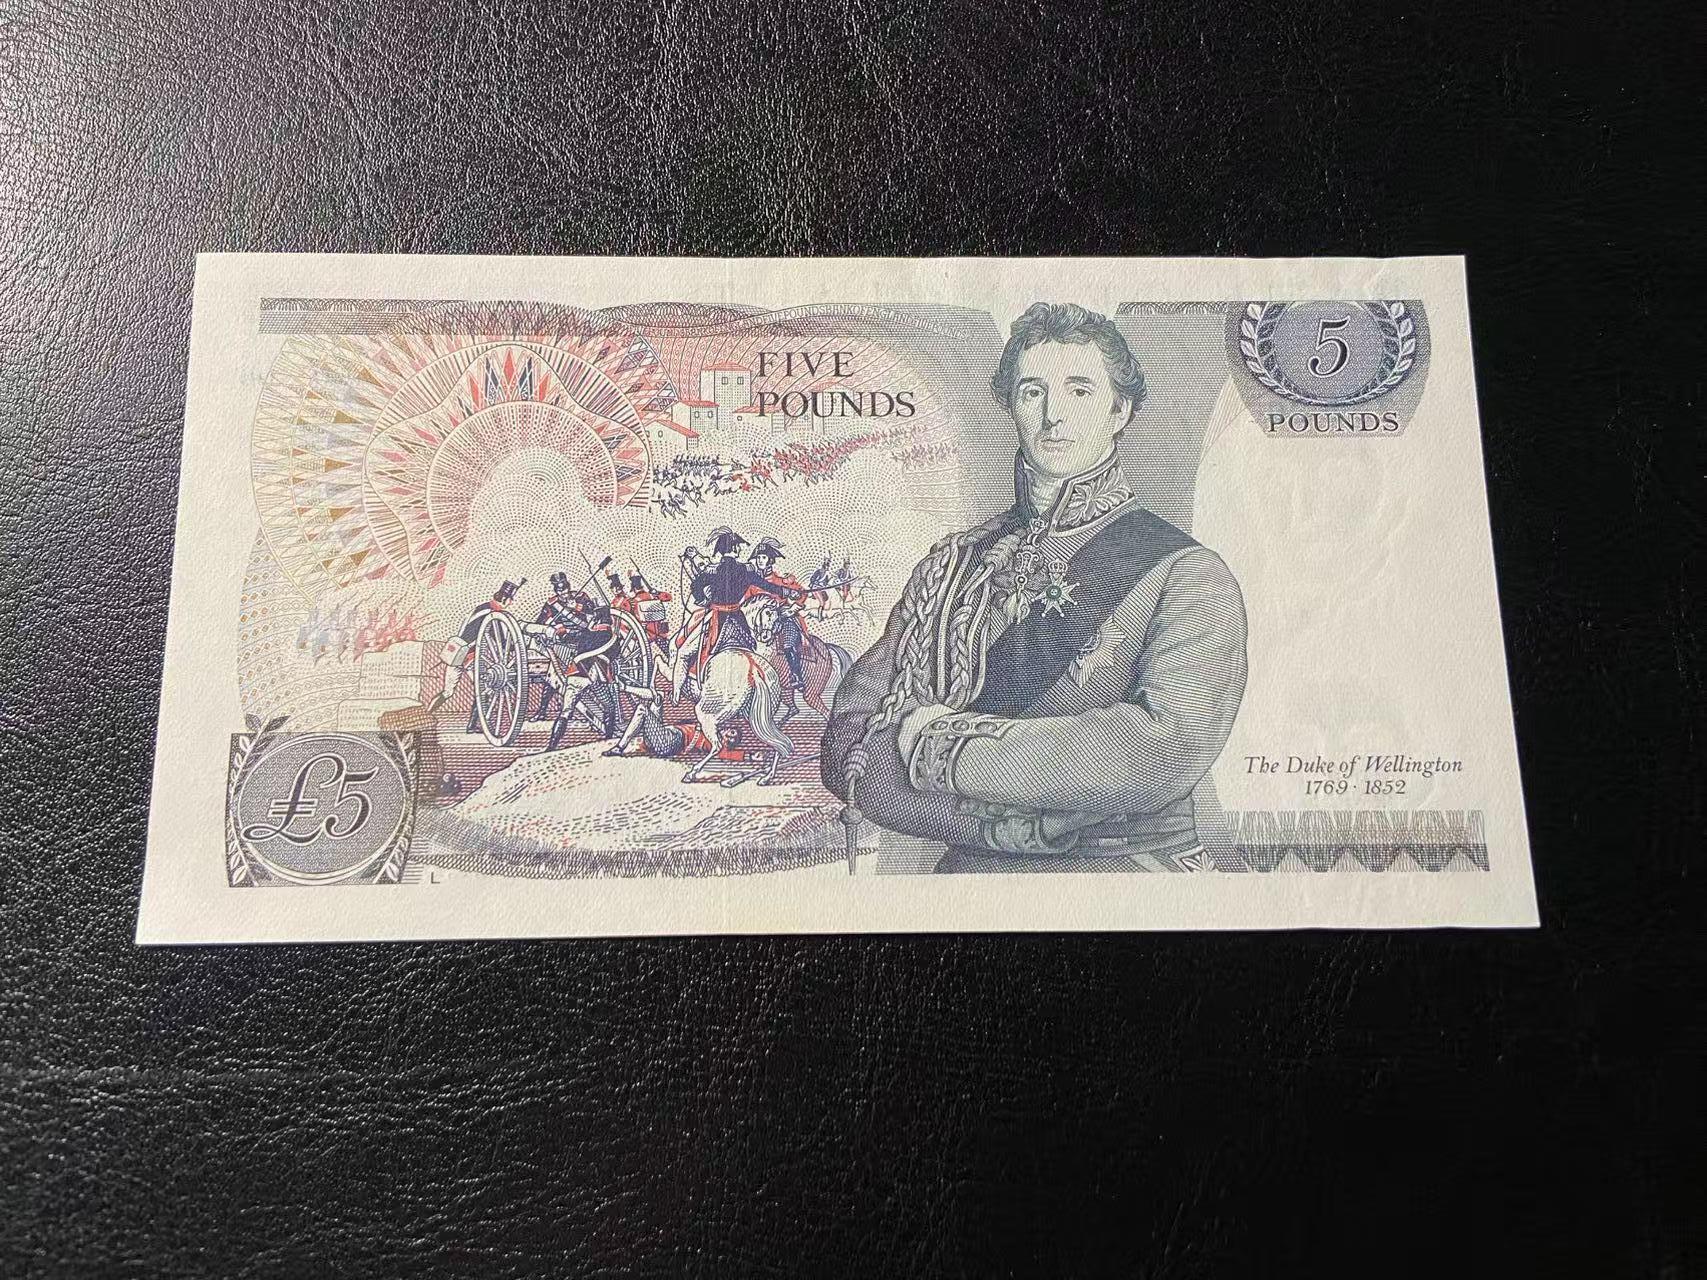 FIVE
POUNDS
5
POUNDS
The Duke of Wellington
1769 · 1852
£5
L